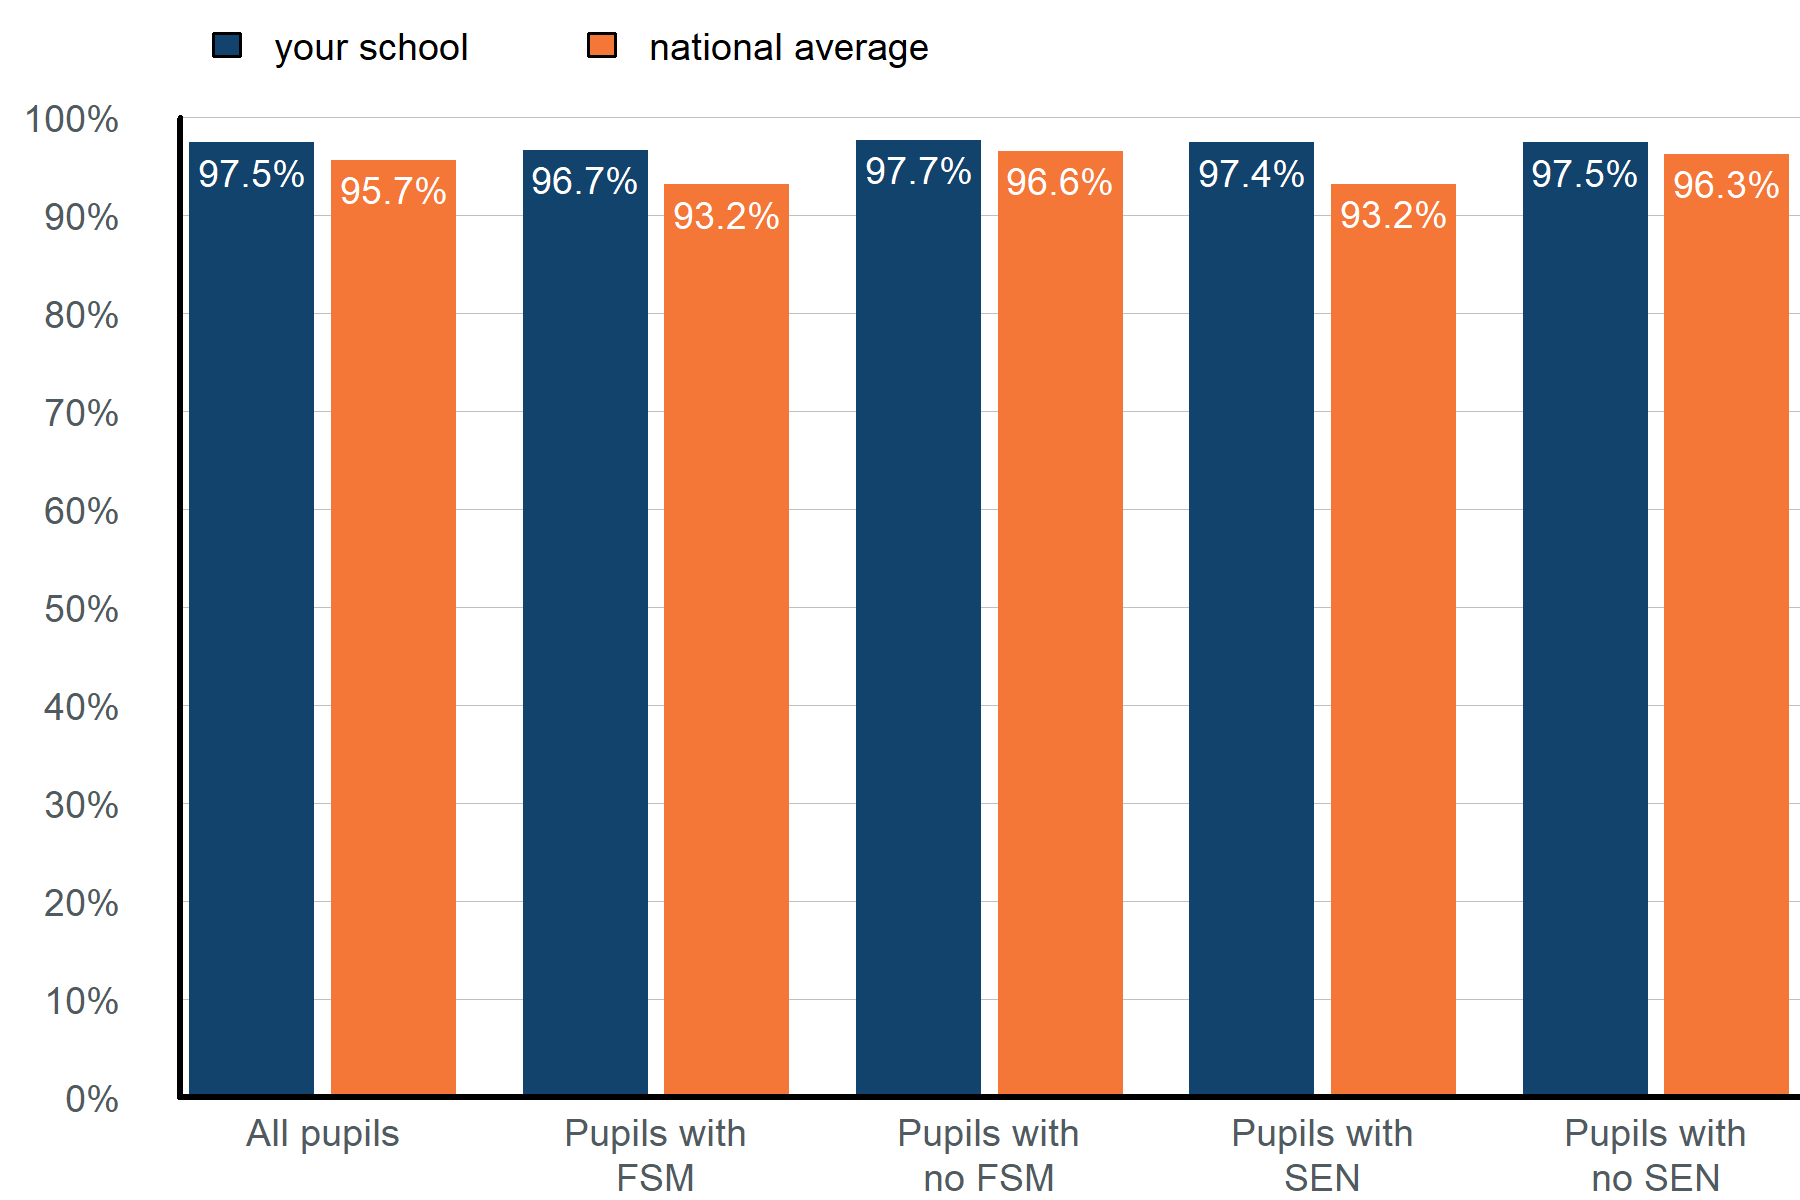 your school national average
100%
90%
80%
70%
60%
50%
40%
30%
20%
10%
0%
97.5% 95.7% 96.7% 93.2% 97.7% 96.6% 97.4% 93.2% 97.5% 96.3%
All pupils Pupils with Pupils with Pupils with Pupils with
FSM no FSM SEN no SEN